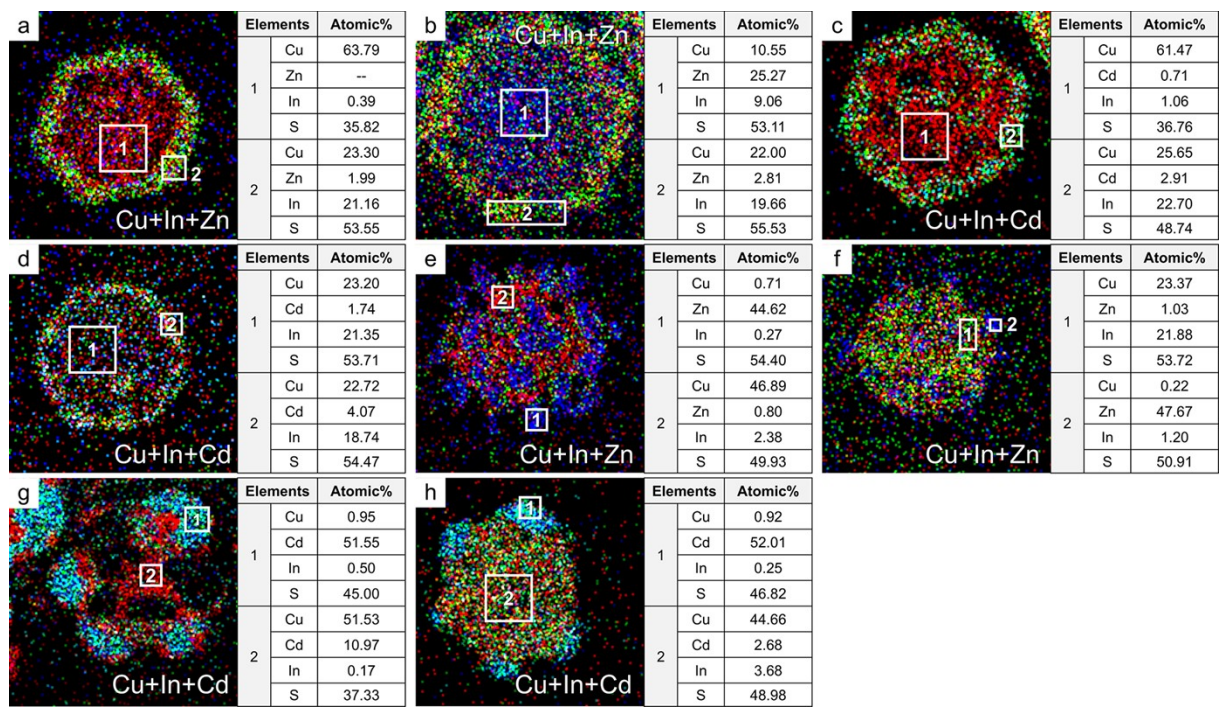 a
1
2
Cu+In+Zn
Elements Atomic%
1
Cu 63.79
Zn --
In 0.39
S 35.82
2
Cu 23.30
Zn 1.99
In 21.16
S 53.55
b
Cu+In+Zn
1
2
Elements Atomic%
1
Cu 10.55
Zn 25.27
In 9.06
S 53.11
2
Cu 22.00
Zn 2.81
In 19.66
S 55.53
c
1
2
Cu+In+Cd
Elements Atomic%
1
Cu 61.47
Cd 0.71
In 1.06
S 36.76
2
Cu 25.65
Cd 2.91
In 22.70
S 48.74
d
1
2
Cu+In+Cd
Elements Atomic%
1
Cu 23.20
Cd 1.74
In 21.35
S 53.71
2
Cu 22.72
Cd 4.07
In 18.74
S 54.47
e
2
1
Cu+In+Zn
Elements Atomic%
1
Cu 0.71
Zn 44.62
In 0.27
S 54.40
2
Cu 46.89
Zn 0.80
In 2.38
S 49.93
f
1
2
Cu+In+Zn
Elements Atomic%
1
Cu 23.37
Zn 1.03
In 21.88
S 53.72
2
Cu 0.22
Zn 47.67
In 1.20
S 50.91
g
1
2
Cu+In+Cd
Elements Atomic%
1
Cu 0.95
Cd 51.55
In 0.50
S 45.00
2
Cu 51.53
Cd 10.97
In 0.17
S 37.33
h
1
2
Cu+In+Cd
Elements Atomic%
1
Cu 0.92
Cd 52.01
In 0.25
S 46.82
2
Cu 44.66
Cd 2.68
In 3.68
S 48.98